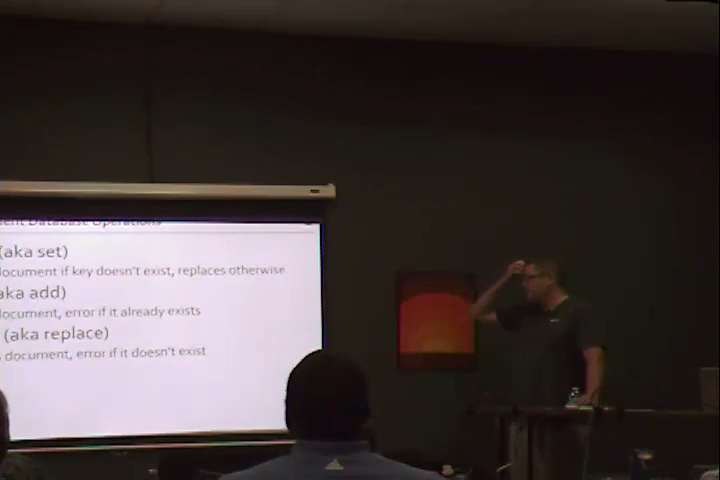 ent Database Operations
(aka set)
ocument if key doesn't exist, replaces otherwise
aka add)
ocument, error if it already exists
(aka replace)
s document, error if it doesn't exist